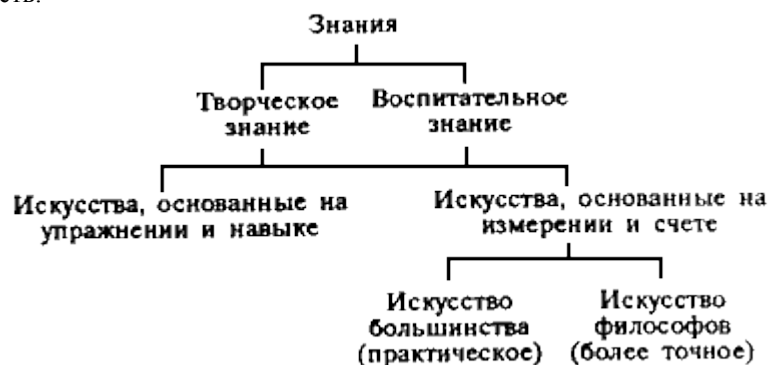 Знания
Творческое знание
Воспитательное знание
Искусства, основанные на упражнении и навыке
Искусства, основанные на измерении и счете
Искусство большинства (практическое)
Искусство философов (более точное)